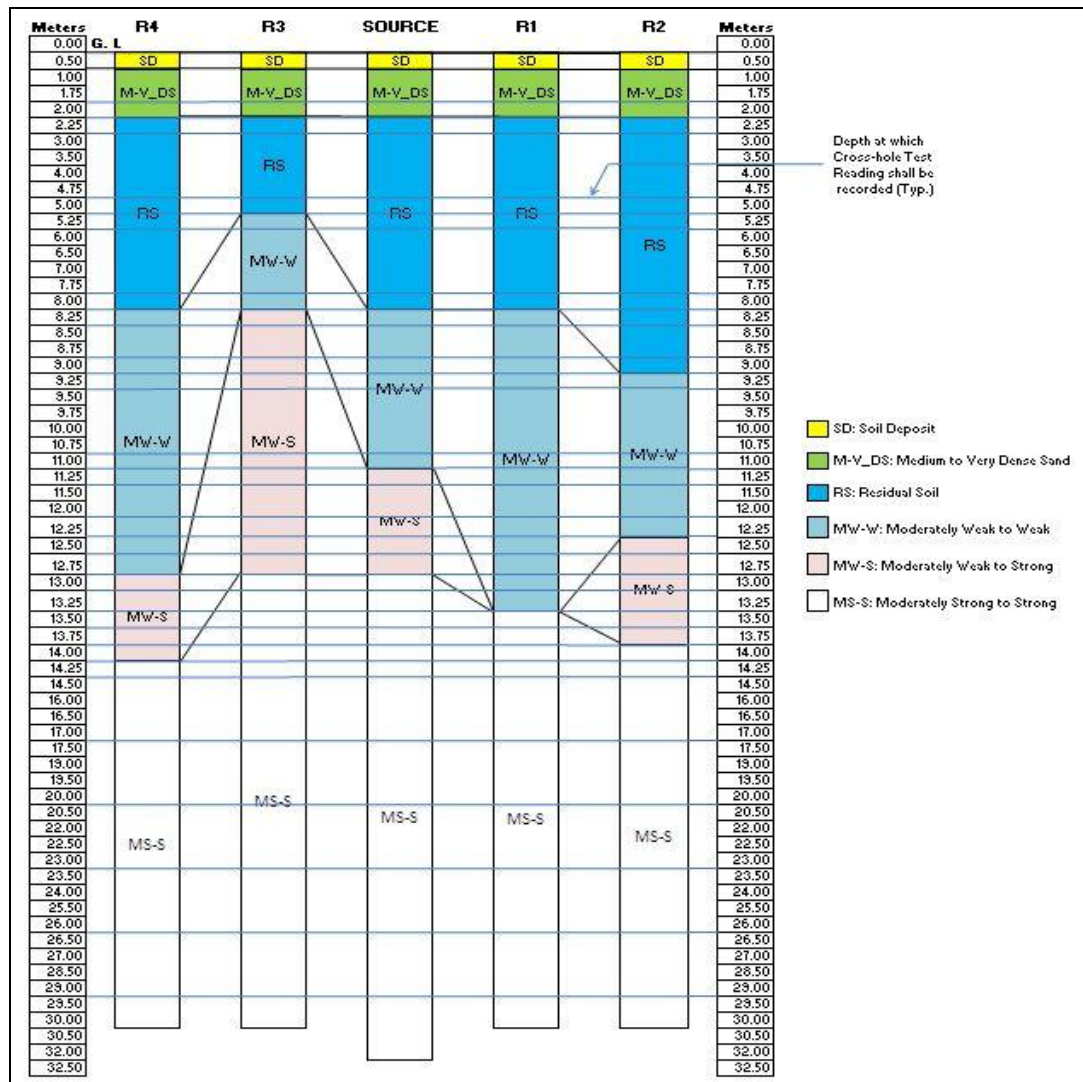 Meters R4 R3 SOURCE R1 R2 Meters
0.00 G. L 0.00
0.50 SD SD SD SD SD 0.50
1.00 1.00
1.75 M-V_DS M-V_DS M-V_DS M-V_DS M-V_DS 1.75
2.00 2.00
2.25 2.25
3.00 3.00
3.50 3.50
4.00 RS 4.00
4.75 4.75
5.00 5.00
5.25 RS RS RS 5.25
6.00 6.00
6.50 RS 6.50
7.00 MW-W 7.00
7.75 7.75
8.00 8.00
8.25 8.25
8.50 8.50
8.75 8.75
9.00 9.00
9.25 9.25
9.50 MW-W 9.50
9.75 9.75
10.00 10.00
10.75 MW-W MW-S 10.75
11.00 MW-W MW-W 11.00
11.25 11.25
11.50 11.50
12.00 12.00
12.25 MW-S 12.25
12.50 12.50
12.75 12.75
13.00 MW-S 13.00
13.25 13.25
13.50 MW-S 13.50
13.75 13.75
14.00 14.00
14.25 14.25
14.50 14.50
16.00 16.00
16.50 16.50
17.00 17.00
17.50 17.50
19.00 19.00
19.50 19.50
20.00 MS-S 20.00
20.50 MS-S MS-S 20.50
22.00 MS-S 22.00
22.50 MS-S 22.50
23.00 23.00
23.50 23.50
24.00 24.00
25.50 25.50
26.00 26.00
26.50 26.50
27.00 27.00
28.50 28.50
29.00 29.00
29.50 29.50
30.00 30.00
30.50 30.50
32.00 32.00
32.50 32.50
Depth at which
Cross-hole Test
Reading shall be
recorded (Typ.)
SD: Soil Deposit
M-V_DS: Medium to Very Dense Sand
RS: Residual Soil
MW-W: Moderately Weak to Weak
MW-S: Moderately Weak to Strong
MS-S: Moderately Strong to Strong